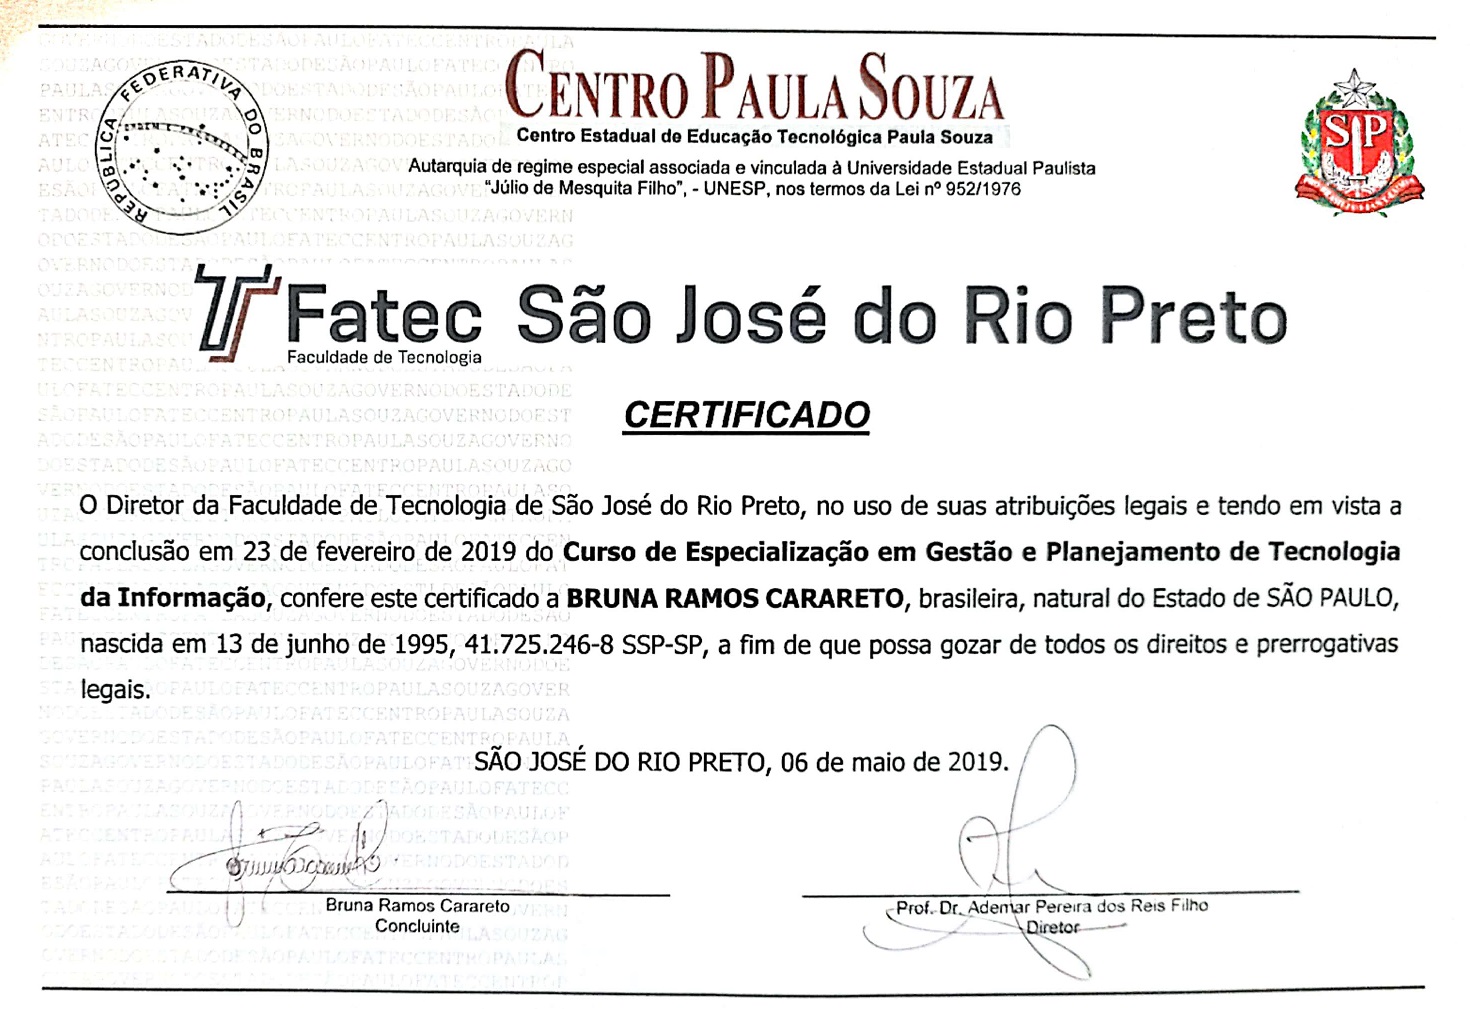 REPÚBLICA FEDERATIVA DO BRASIL
CENTRO PAULA SOUZA
Centro Estadual de Educação Tecnológica Paula Souza
Autarquia de regime especial associada e vinculada à Universidade Estadual Paulista
"Júlio de Mesquita Filho", - UNESP, nos termos da Lei nº 952/1976
SP
Fatec São José do Rio Preto
Faculdade de Tecnologia
CERTIFICADO
O Diretor da Faculdade de Tecnologia de São José do Rio Preto, no uso de suas atribuições legais e tendo em vista a
conclusão em 23 de fevereiro de 2019 do Curso de Especialização em Gestão e Planejamento de Tecnologia
da Informação, confere este certificado a BRUNA RAMOS CARARETO, brasileira, natural do Estado de SÃO PAULO,
nascida em 13 de junho de 1995, 41.725.246-8 SSP-SP, a fim de que possa gozar de todos os direitos e prerrogativas
legais.
SÃO JOSÉ DO RIO PRETO, 06 de maio de 2019.
Bruna Ramos Carareto
Concluinte
Prof. Dr. Ademar Pereira dos Reis Filho
Diretor